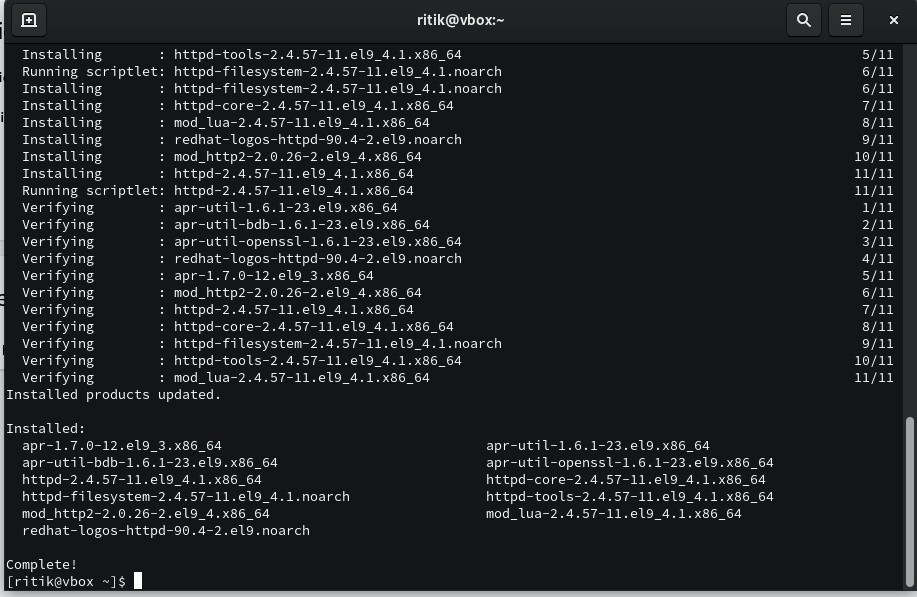 ritik@vbox:~
Installing : httpd-tools-2.4.57-11.el9_4.1.x86_64 5/11
Running scriptlet: httpd-filesystem-2.4.57-11.el9_4.1.noarch 6/11
Installing : httpd-filesystem-2.4.57-11.el9_4.1.noarch 6/11
Installing : httpd-core-2.4.57-11.el9_4.1.x86_64 7/11
Installing : mod_lua-2.4.57-11.el9_4.1.x86_64 8/11
Installing : redhat-logos-httpd-90.4-2.el9.noarch 9/11
Installing : mod_http2-2.0.26-2.el9_4.x86_64 10/11
Installing : httpd-2.4.57-11.el9_4.1.x86_64 11/11
Running scriptlet: httpd-2.4.57-11.el9_4.1.x86_64 11/11
Verifying : apr-util-1.6.1-23.el9.x86_64 1/11
Verifying : apr-util-bdb-1.6.1-23.el9.x86_64 2/11
Verifying : apr-util-openssl-1.6.1-23.el9.x86_64 3/11
Verifying : redhat-logos-httpd-90.4-2.el9.noarch 4/11
Verifying : apr-1.7.0-12.el9_3.x86_64 5/11
Verifying : mod_http2-2.0.26-2.el9_4.x86_64 6/11
Verifying : httpd-2.4.57-11.el9_4.1.x86_64 7/11
Verifying : httpd-core-2.4.57-11.el9_4.1.x86_64 8/11
Verifying : httpd-filesystem-2.4.57-11.el9_4.1.noarch 9/11
Verifying : httpd-tools-2.4.57-11.el9_4.1.x86_64 10/11
Verifying : mod_lua-2.4.57-11.el9_4.1.x86_64 11/11
Installed products updated.
Installed:
apr-1.7.0-12.el9_3.x86_64 apr-util-1.6.1-23.el9.x86_64
apr-util-bdb-1.6.1-23.el9.x86_64 apr-util-openssl-1.6.1-23.el9.x86_64
httpd-2.4.57-11.el9_4.1.x86_64 httpd-core-2.4.57-11.el9_4.1.x86_64
httpd-filesystem-2.4.57-11.el9_4.1.noarch httpd-tools-2.4.57-11.el9_4.1.x86_64
mod_http2-2.0.26-2.el9_4.x86_64 mod_lua-2.4.57-11.el9_4.1.x86_64
redhat-logos-httpd-90.4-2.el9.noarch
Complete!
[ritik@vbox ~]$